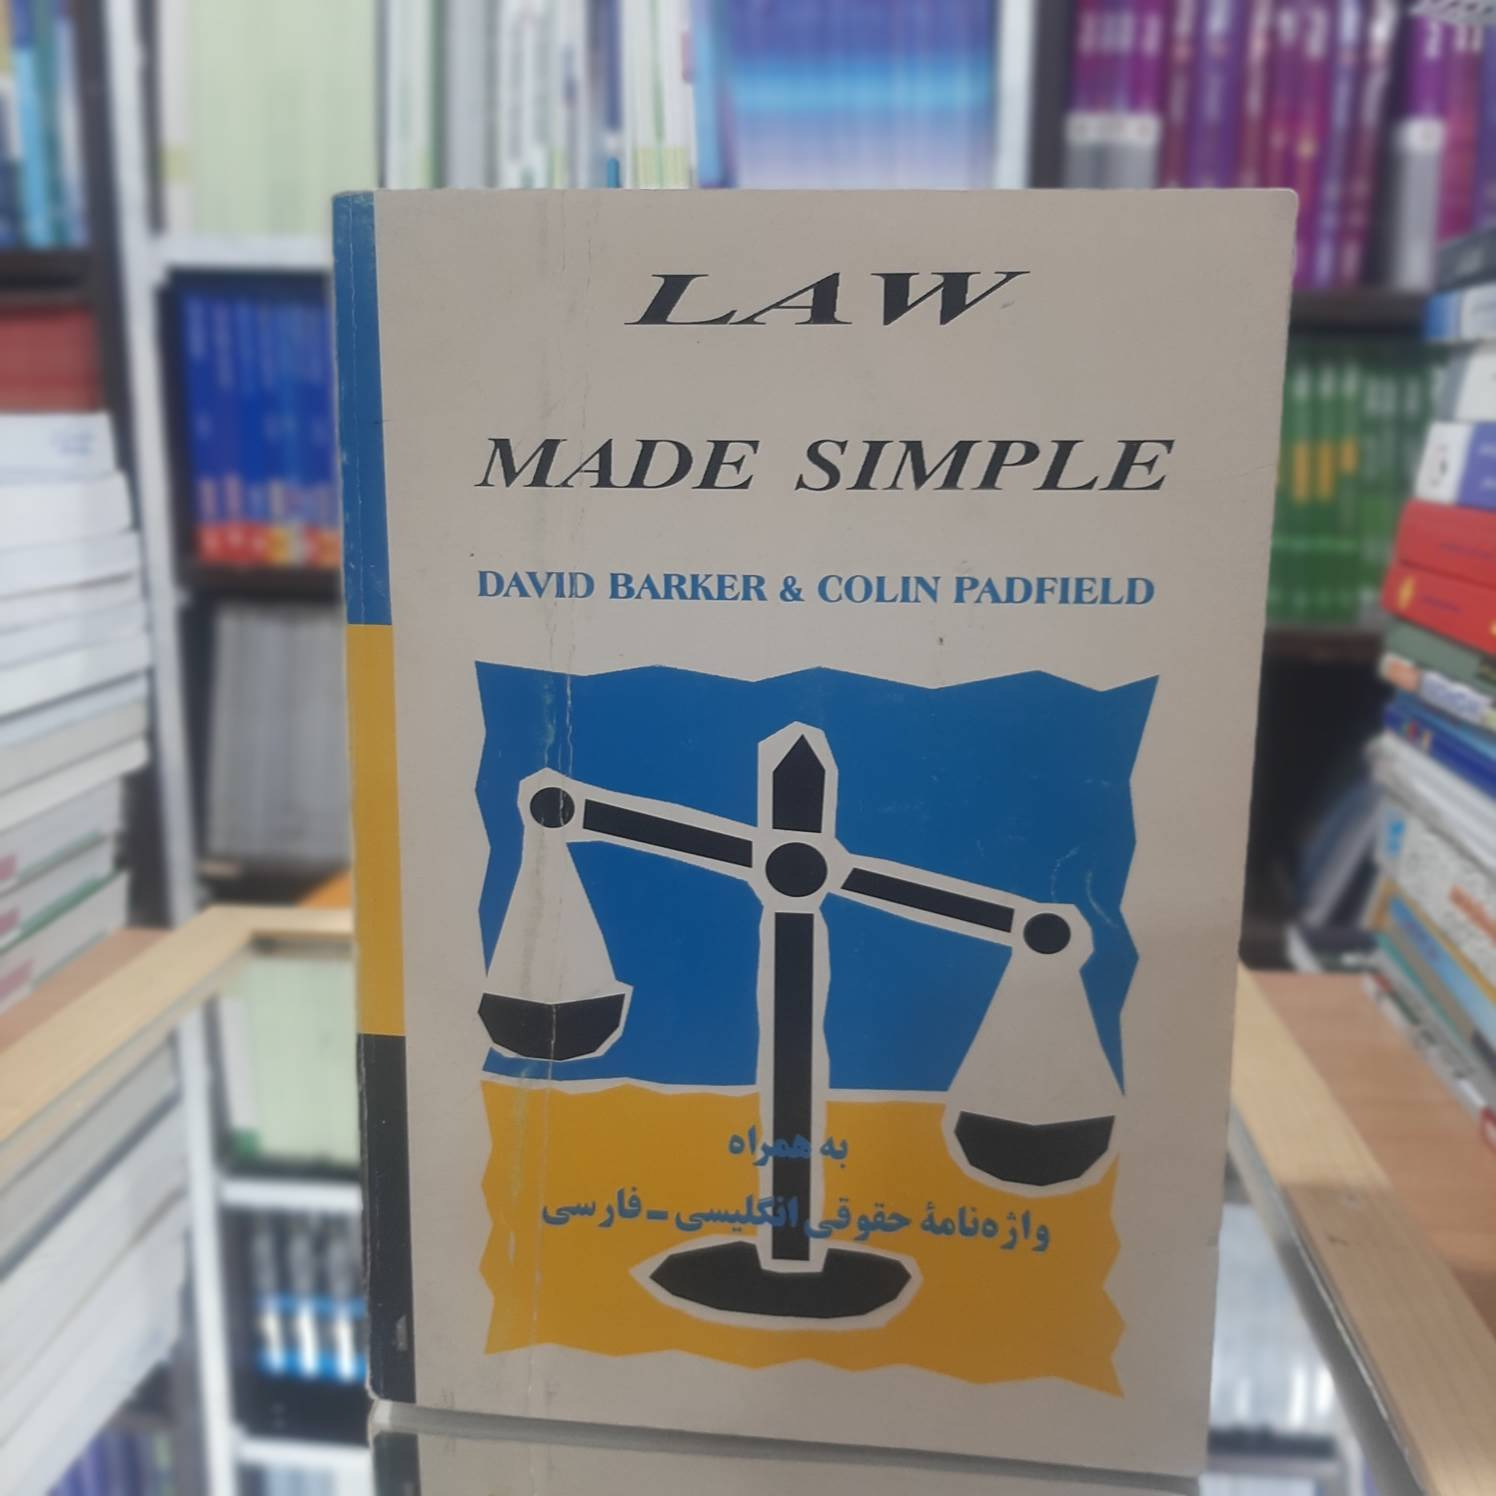 LAW
MADE SIMPLE
DAVID BARKER & COLIN PADFIELD
به همراه
واژه‌نامهٔ حقوقی انگلیسی ـ فارسی